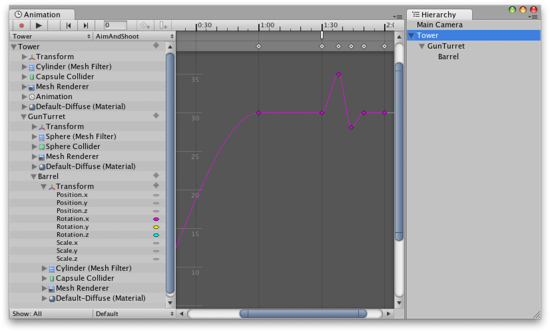 Animation
Hierarchy
0
0:30 1:00 1:30 2:0
Main Camera
Tower AimAndShoot
Tower
Tower
GunTurret
Transform
Barrel
Cylinder (Mesh Filter)
Capsule Collider
35
Mesh Renderer
Animation
Default-Diffuse (Material)
GunTurret
30
Transform
Sphere (Mesh Filter)
Sphere Collider
25
Mesh Renderer
Default-Diffuse (Material)
Barrel
Transform
Position.x
20
Position.y
Position.z
Rotation.x
15
Rotation.y
Rotation.z
Scale.x
Scale.y
Scale.z
Cylinder (Mesh Filter)
10
Capsule Collider
Mesh Renderer
Default-Diffuse (Material)
Show: All Default